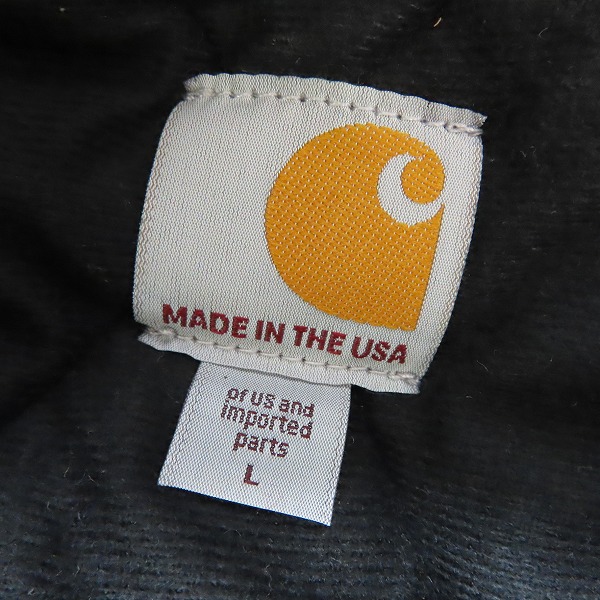 MADE IN THE USA
of US and
imported
parts
L